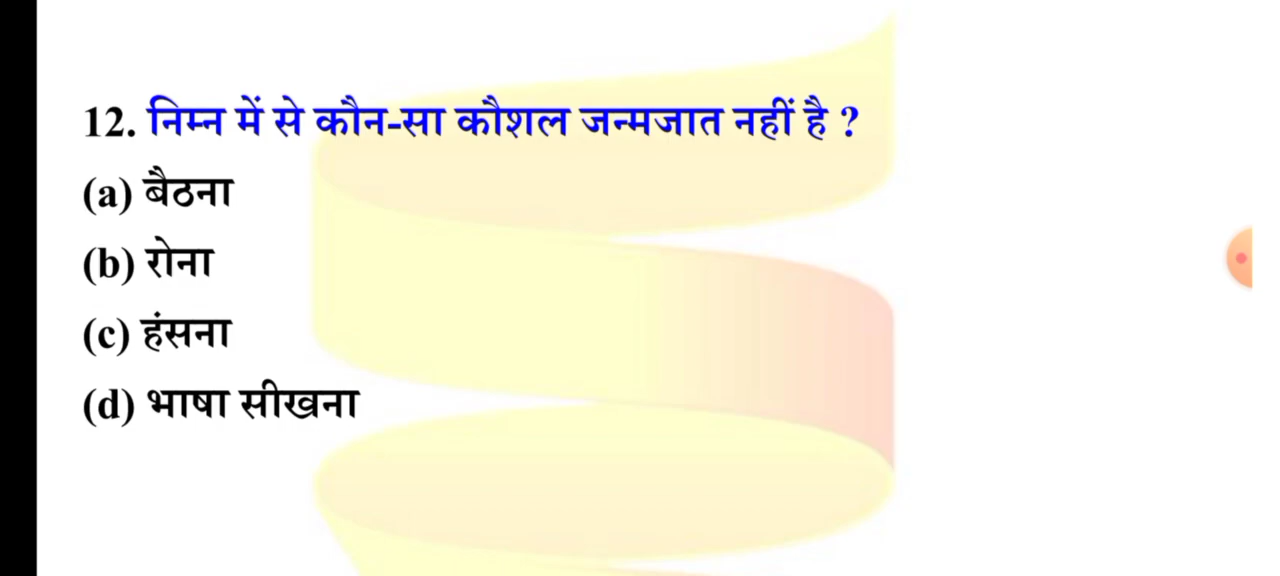 12. निम्न में से कौन-सा कौशल जन्मजात नहीं है ?
(a) बैठना
(b) रोना
(c) हंसना
(d) भाषा सीखना